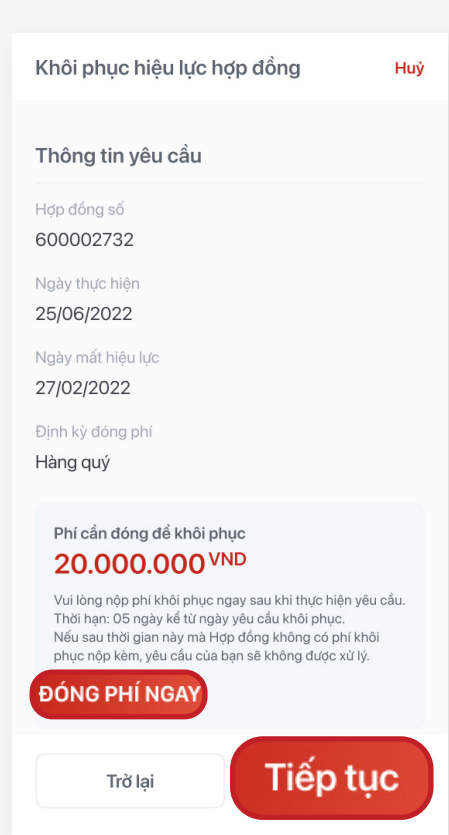 Khôi phục hiệu lực hợp đồng
Huỷ
Thông tin yêu cầu
Hợp đồng số
600002732
Ngày thực hiện
25/06/2022
Ngày mất hiệu lực
27/02/2022
Định kỳ đóng phí
Hàng quý
Phí cần đóng để khôi phục
20.000.000 VND
Vui lòng nộp phí khôi phục ngay sau khi thực hiện yêu cầu.
Thời hạn: 05 ngày kể từ ngày yêu cầu khôi phục.
Nếu sau thời gian này mà Hợp đồng không có phí khôi
phục nộp kèm, yêu cầu của bạn sẽ không được xử lý.
ĐÓNG PHÍ NGAY
Trở lại
Tiếp tục